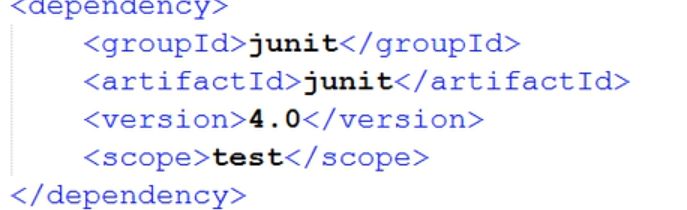 <dependency>
<groupId>junit</groupId>
<artifactId>junit</artifactId>
<version>4.0</version>
<scope>test</scope>
</dependency>